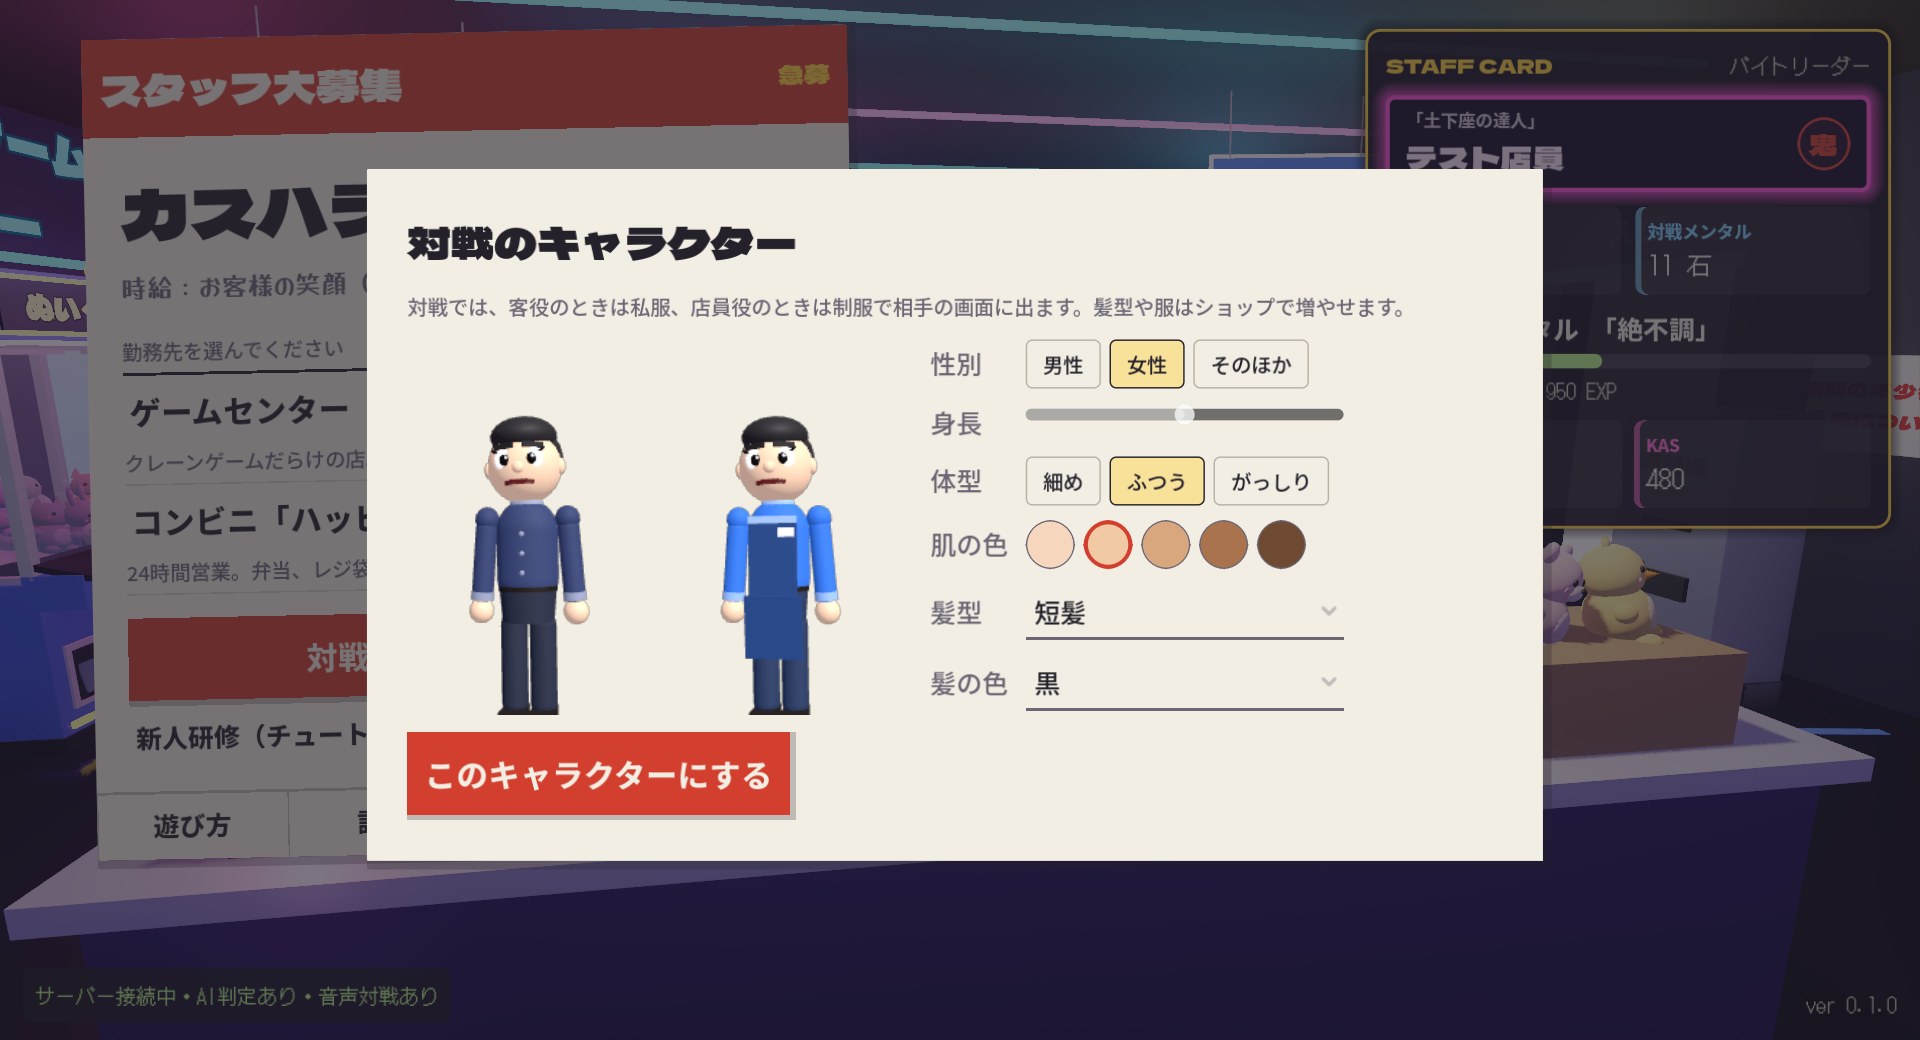 スタッフ大募集
急募
カスハラ
時給：お客様の笑顔（
勤務先を選んでください
ゲームセンター
クレーンゲームだらけの店
コンビニ「ハッピ
24時間営業。弁当、レジ袋
対戦
新人研修（チュート
遊び方
ーム
ぬいぐ
STAFF CARD
バイトリーダー
「土下座の達人」
テスト店員
鬼
対戦メンタル
11 石
タル 「絶不調」
950 EXP
KAS
480
対戦のキャラクター
対戦では、客役のときは私服、店員役のときは制服で相手の画面に出ます。髪型や服はショップで増やせます。
性別
男性
女性
そのほか
身長
体型
細め
ふつう
がっしり
肌の色
髪型
短髪
髪の色
黒
このキャラクターにする
サーバー接続中・AI判定あり・音声対戦あり
ver 0.1.0